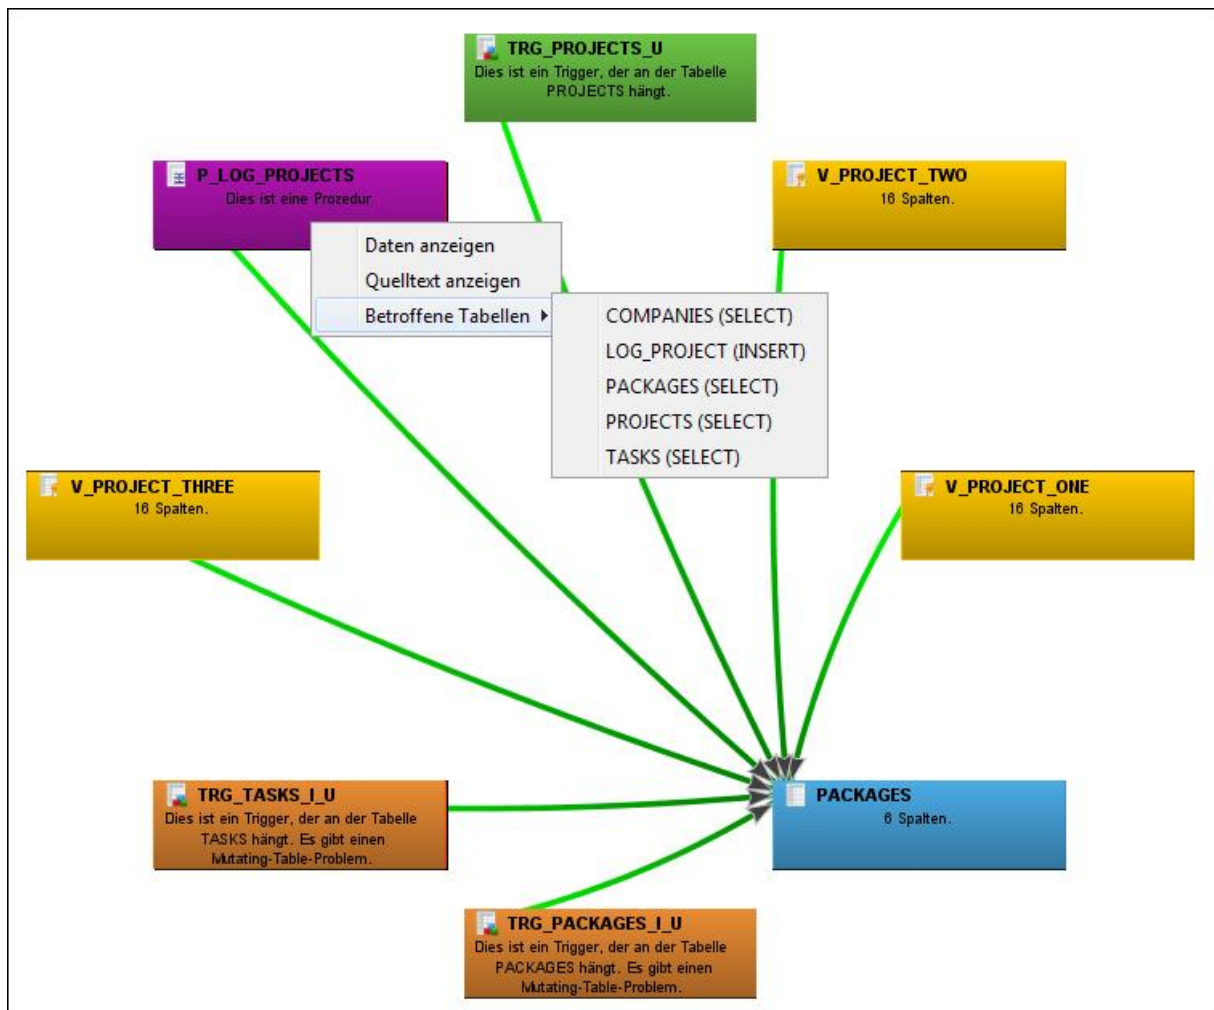 TRG_PROJECTS_U
Dies ist ein Trigger, der an der Tabelle
PROJECTS hängt.
P_LOG_PROJECTS
Dies ist eine Prozedur
V_PROJECT_TWO
16 Spalten.
Daten anzeigen
Quelltext anzeigen
Betroffene Tabellen
COMPANIES (SELECT)
LOG_PROJECT (INSERT)
PACKAGES (SELECT)
PROJECTS (SELECT)
TASKS (SELECT)
V_PROJECT_THREE
16 Spalten.
V_PROJECT_ONE
16 Spalten.
TRG_TASKS_I_U
Dies ist ein Trigger, der an der Tabelle
TASKS hängt. Es gibt einen
Mutating-Table-Problem.
PACKAGES
6 Spalten.
TRG_PACKAGES_I_U
Dies ist ein Trigger, der an der Tabelle
PACKAGES hängt. Es gibt einen
Mutating-Table-Problem.